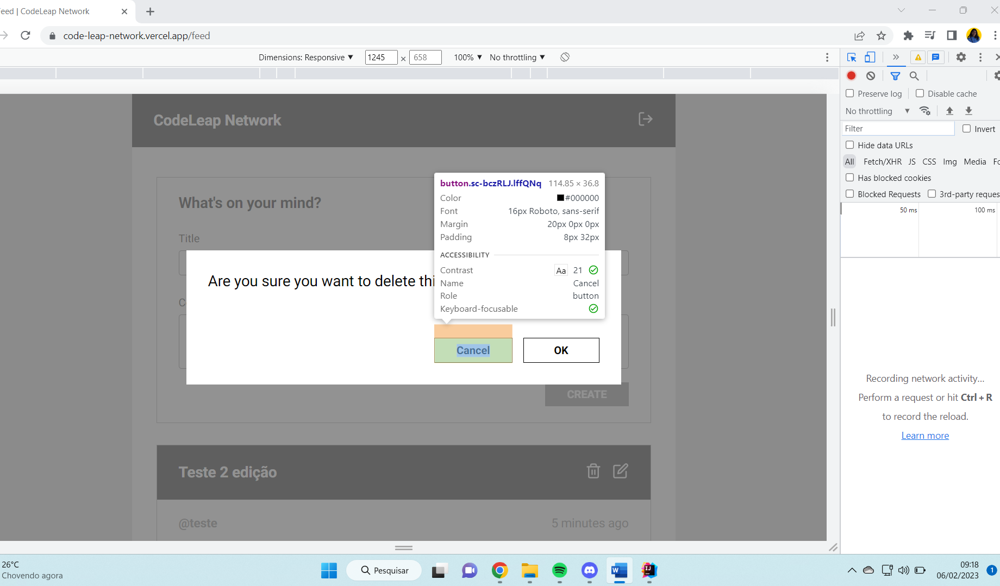 eed | CodeLeap Network
code-leap-network.vercel.app/feed
Dimensions: Responsive ▼ 1245 × 658 100% ▼ No throttling ▼
Preserve log Disable cache
No throttling ▼
Filter Invert
Hide data URLs
All Fetch/XHR JS CSS Img Media Fo
Has blocked cookies
Blocked Requests 3rd-party reques
50 ms 100 ms
Recording network activity...
Perform a request or hit Ctrl + R
to record the reload.
Learn more
CodeLeap Network
What's on your mind?
Title
C
Are you sure you want to delete thi
button.sc-bczRLJ.lffQNq 114.85 × 36.8
Color #000000
Font 16px Roboto, sans-serif
Margin 20px 0px 0px
Padding 8px 32px
ACCESSIBILITY
Contrast Aa 21
Name Cancel
Role button
Keyboard-focusable
Cancel OK
CREATE
Teste 2 edição
@teste 5 minutes ago
26°C
Chovendo agora
Pesquisar
W
IJ
09:18
06/02/2023
1